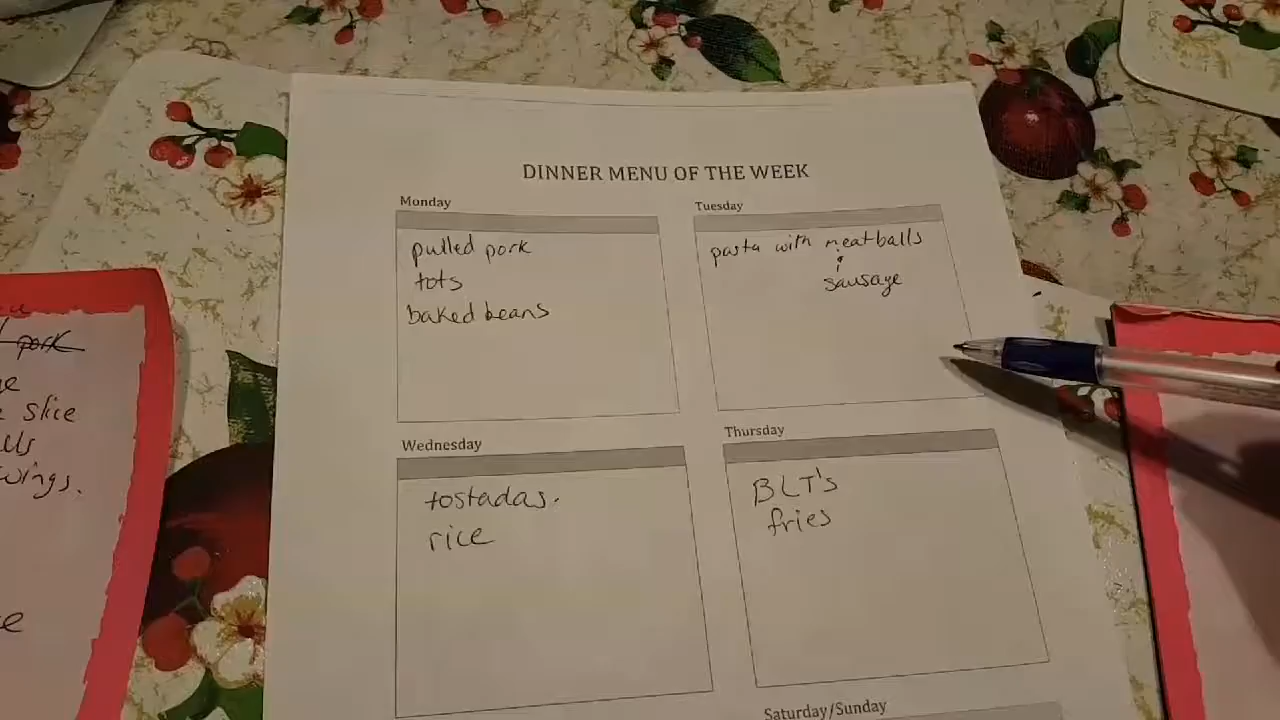 DINNER MENU OF THE WEEK
Monday
pulled pork
tots
baked beans
Tuesday
pasta with meatballs
&
sausage
Wednesday
tostadas.
rice
Thursday
BLT's
fries
Saturday/Sunday
pork
slice
wings.